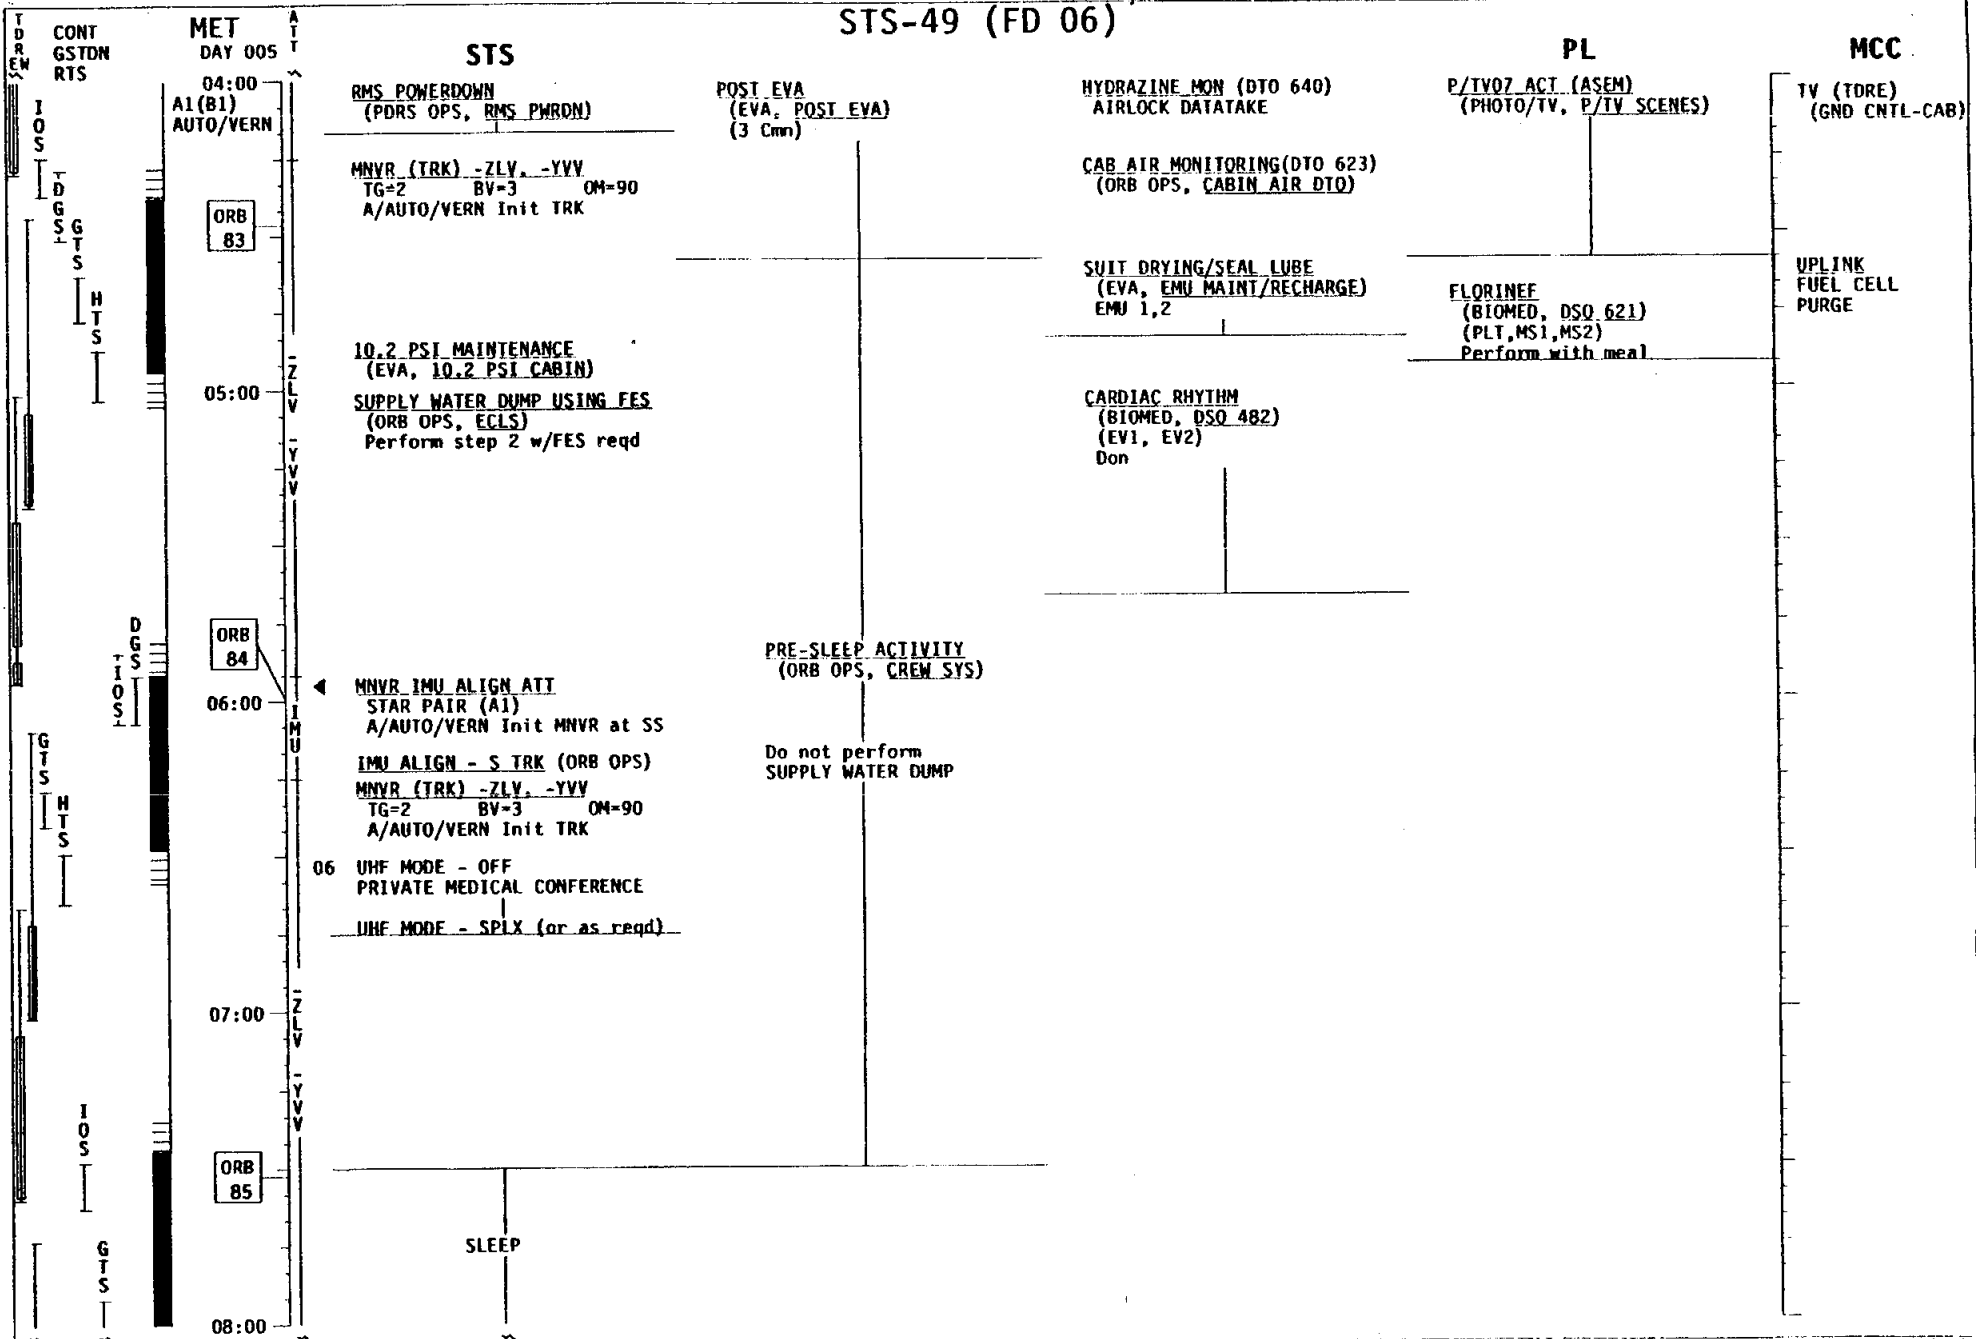 STS-49 (FD 06)
TDRE W
CONT
GSTDN
RTS
MET
DAY 005
ATT
STS
PL
MCC
04:00
A1(B1)
AUTO/VERN
IOS
DGS
GTS
HTS
ORB
83
05:00
-ZLV -YVV
DGS
IOS
ORB
84
06:00
IMU
GTS
HTS
07:00
-ZLV -YVV
IOS
ORB
85
GTS
08:00
RMS POWERDOWN
(PDRS OPS, RMS PWRDN)
MNVR (TRK) -ZLV, -YVV
TG=2 BV=3 OM=90
A/AUTO/VERN Init TRK
10.2 PSI MAINTENANCE
(EVA, 10.2 PSI CABIN)
SUPPLY WATER DUMP USING FES
(ORB OPS, ECLS)
Perform step 2 w/FES reqd
MNVR IMU ALIGN ATT
STAR PAIR (A1)
A/AUTO/VERN Init MNVR at SS
IMU ALIGN - S TRK (ORB OPS)
MNVR (TRK) -ZLV, -YVV
TG=2 BV=3 OM=90
A/AUTO/VERN Init TRK
06 UHF MODE - OFF
PRIVATE MEDICAL CONFERENCE
UHF MODE - SPLX (or as reqd)
SLEEP
POST EVA
(EVA, POST EVA)
(3 Cmn)
PRE-SLEEP ACTIVITY
(ORB OPS, CREW SYS)
Do not perform
SUPPLY WATER DUMP
HYDRAZINE MON (DTO 640)
AIRLOCK DATATAKE
CAB AIR MONITORING(DTO 623)
(ORB OPS, CABIN AIR DTO)
SUIT DRYING/SEAL LUBE
(EVA, EMU MAINT/RECHARGE)
EMU 1,2
CARDIAC RHYTHM
(BIOMED, DSO 482)
(EV1, EV2)
Don
P/TV07 ACT (ASEM)
(PHOTO/TV, P/TV SCENES)
FLORINEF
(BIOMED, DSO 621)
(PLT,MS1,MS2)
Perform with meal
TV (TDRE)
(GND CNTL-CAB)
UPLINK
FUEL CELL
PURGE